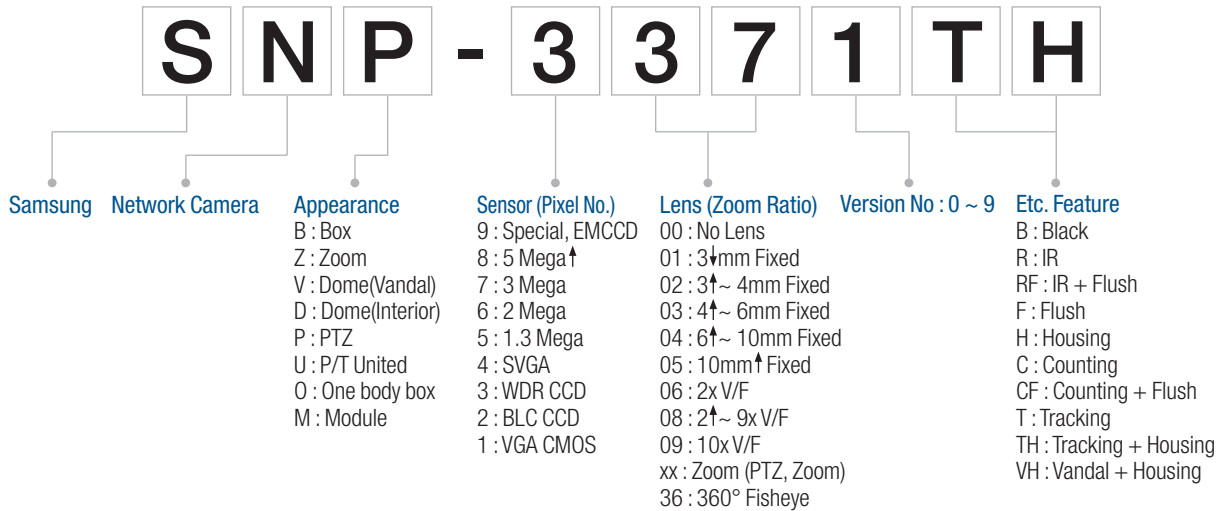 SNP-3371TH
Samsung
Network Camera
Appearance
B : Box
Z : Zoom
V : Dome(Vandal)
D : Dome(Interior)
P : PTZ
U : P/T United
O : One body box
M : Module
Sensor (Pixel No.)
9 : Special, EMCCD
8 : 5 Mega↑
7 : 3 Mega
6 : 2 Mega
5 : 1.3 Mega
4 : SVGA
3 : WDR CCD
2 : BLC CCD
1 : VGA CMOS
Lens (Zoom Ratio)
00 : No Lens
01 : 3↓mm Fixed
02 : 3↑~ 4mm Fixed
03 : 4↑~ 6mm Fixed
04 : 6↑~ 10mm Fixed
05 : 10mm↑ Fixed
06 : 2x V/F
08 : 2↑~ 9x V/F
09 : 10x V/F
xx : Zoom (PTZ, Zoom)
36 : 360° Fisheye
Version No : 0 ~ 9
Etc. Feature
B : Black
R : IR
RF : IR + Flush
F : Flush
H : Housing
C : Counting
CF : Counting + Flush
T : Tracking
TH : Tracking + Housing
VH : Vandal + Housing